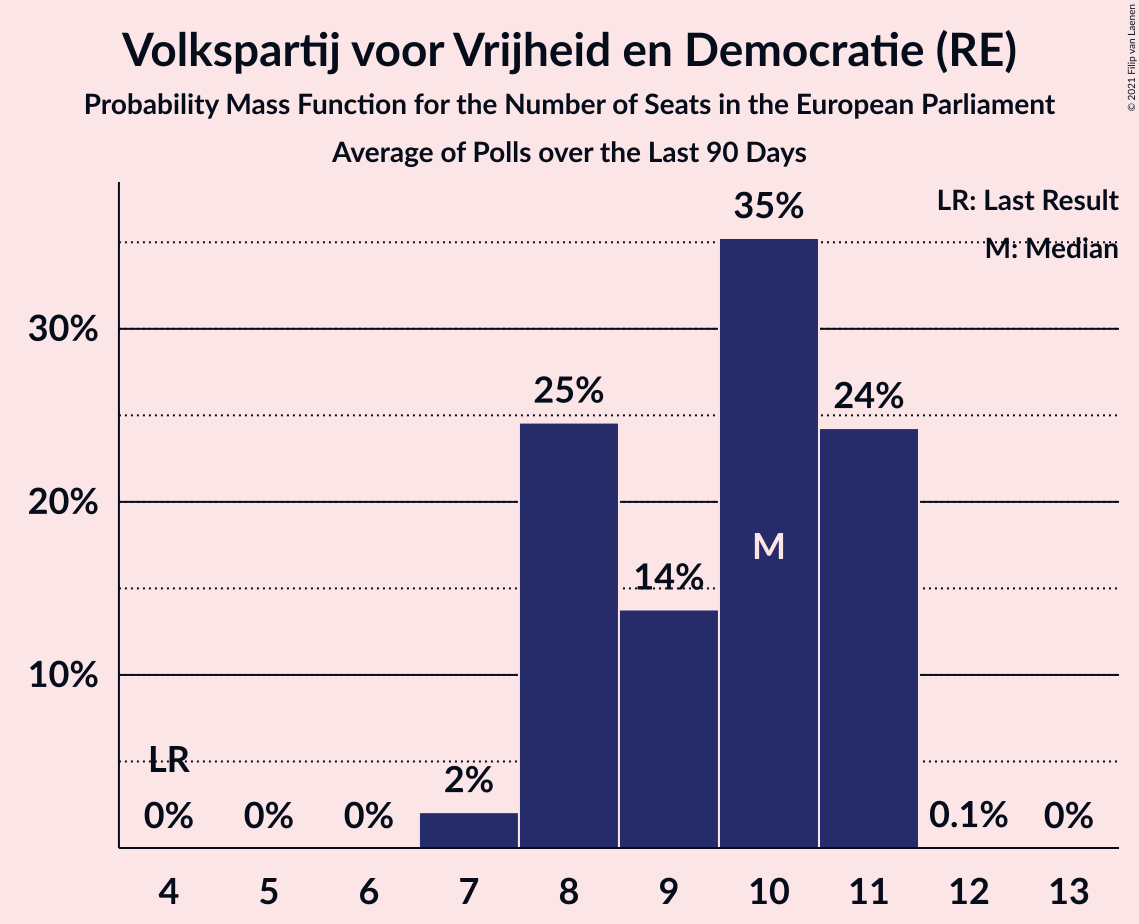 Volkspartij voor Vrijheid en Democratie (RE)
Probability Mass Function for the Number of Seats in the European Parliament
Average of Polls over the Last 90 Days
© 2021 Filip van Laenen
LR: Last Result
M: Median
35%
30%
25%
24%
20%
M
14%
10%
LR
2%
0% 0% 0% 0.1% 0%
4 5 6 7 8 9 10 11 12 13